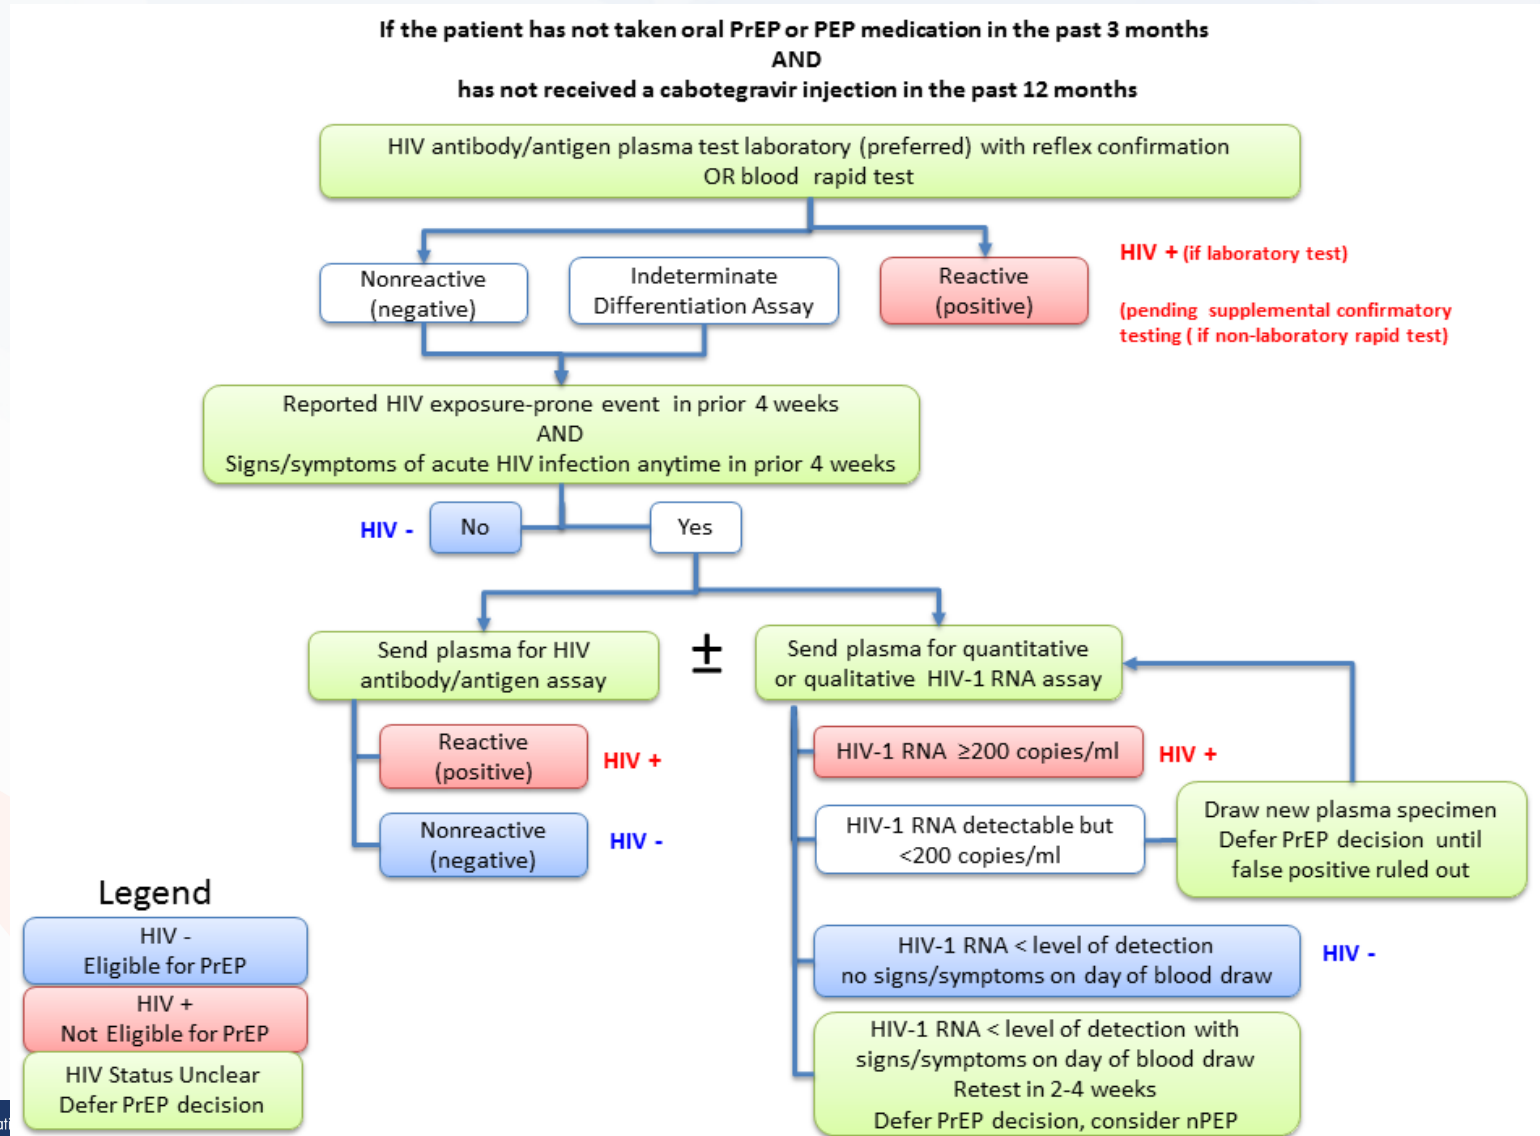 If the patient has not taken oral PrEP or PEP medication in the past 3 months
AND
has not received a cabotegravir injection in the past 12 months
HIV antibody/antigen plasma test laboratory (preferred) with reflex confirmation
OR blood rapid test
Nonreactive
(negative)
Indeterminate
Differentiation Assay
Reactive
(positive)
HIV + (if laboratory test)
(pending supplemental confirmatory
testing ( if non-laboratory rapid test)
Reported HIV exposure-prone event in prior 4 weeks
AND
Signs/symptoms of acute HIV infection anytime in prior 4 weeks
HIV -
No
Yes
Send plasma for HIV
antibody/antigen assay
±
Send plasma for quantitative
or qualitative HIV-1 RNA assay
Reactive
(positive)
HIV +
Nonreactive
(negative)
HIV -
HIV-1 RNA ≥200 copies/ml
HIV +
HIV-1 RNA detectable but
<200 copies/ml
Draw new plasma specimen
Defer PrEP decision until
false positive ruled out
HIV-1 RNA < level of detection
no signs/symptoms on day of blood draw
HIV -
HIV-1 RNA < level of detection with
signs/symptoms on day of blood draw
Retest in 2-4 weeks
Defer PrEP decision, consider nPEP
Legend
HIV -
Eligible for PrEP
HIV +
Not Eligible for PrEP
HIV Status Unclear
Defer PrEP decision